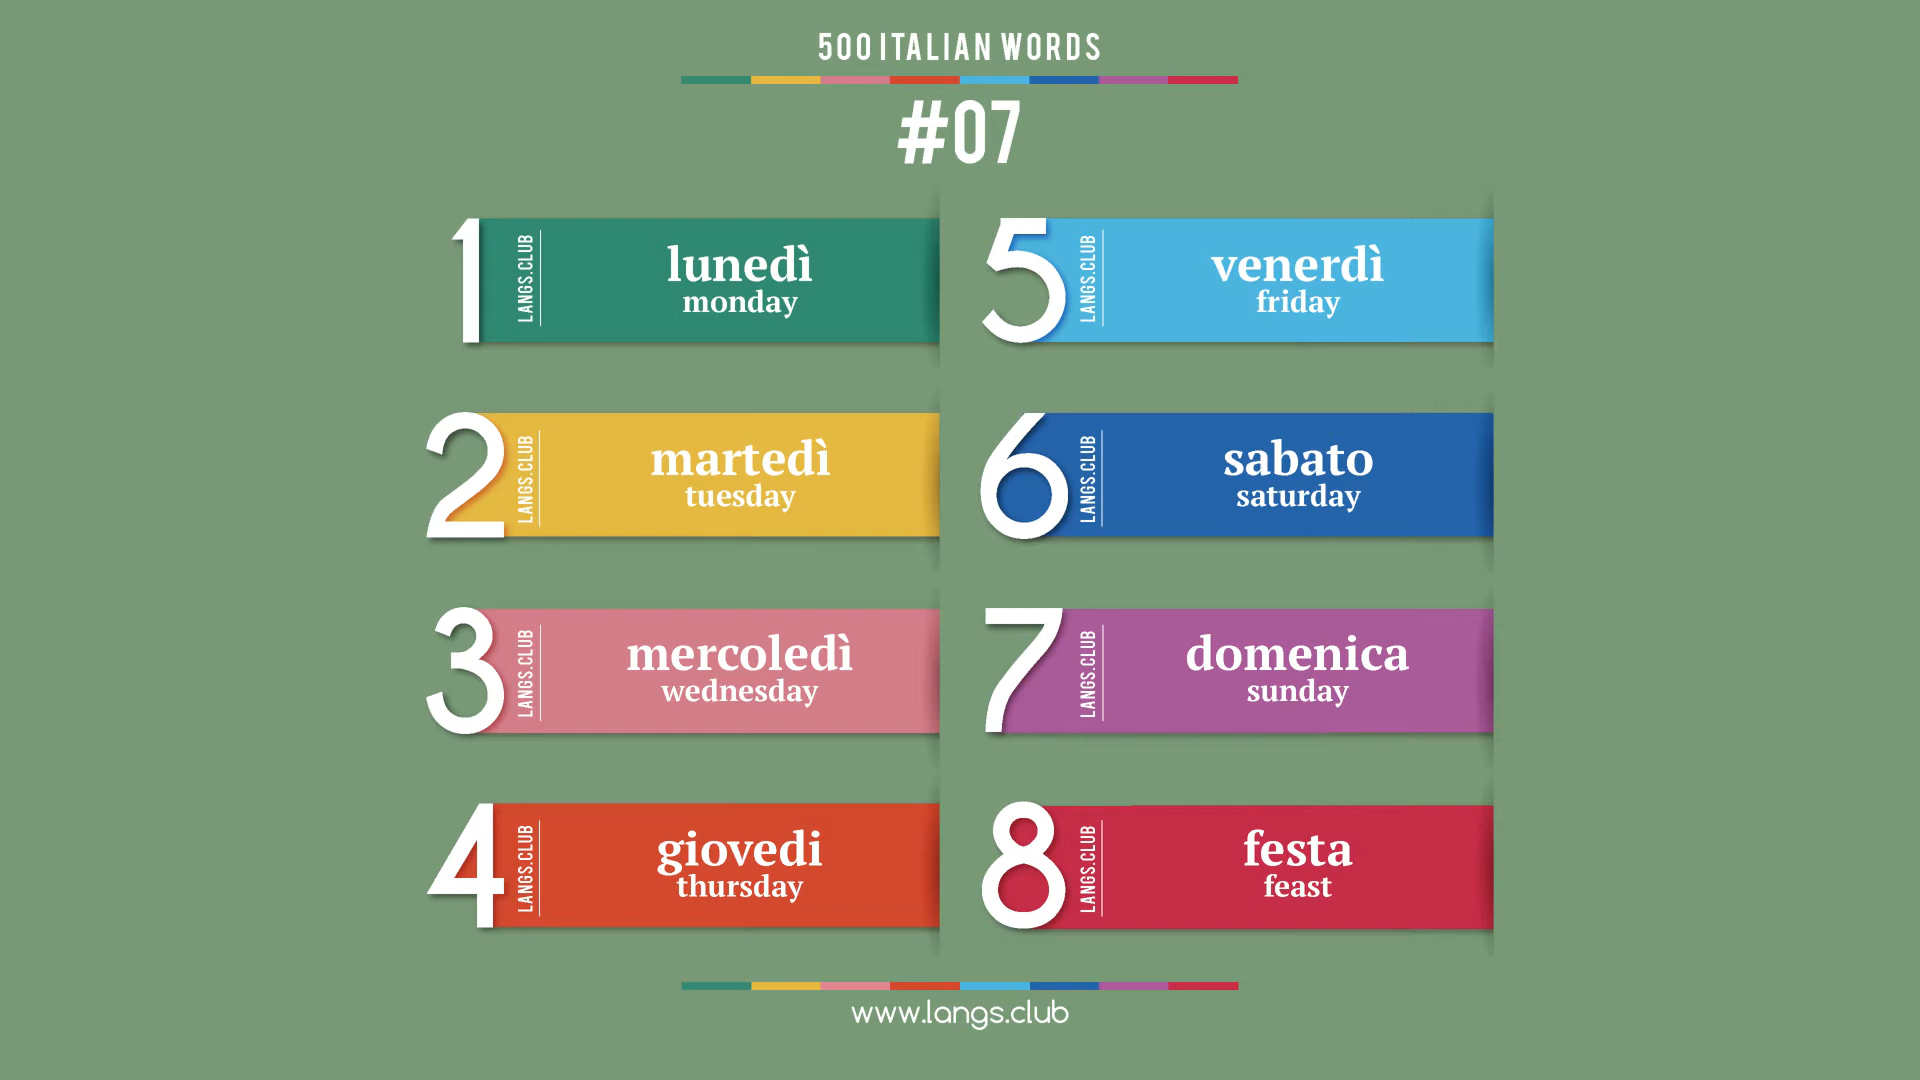 500 ITALIAN WORDS
#07
1
LANGS.CLUB
lunedì
monday
2
LANGS.CLUB
martedì
tuesday
3
LANGS.CLUB
mercoledì
wednesday
4
LANGS.CLUB
giovedi
thursday
5
LANGS.CLUB
venerdì
friday
6
LANGS.CLUB
sabato
saturday
7
LANGS.CLUB
domenica
sunday
8
LANGS.CLUB
festa
feast
www.langs.club